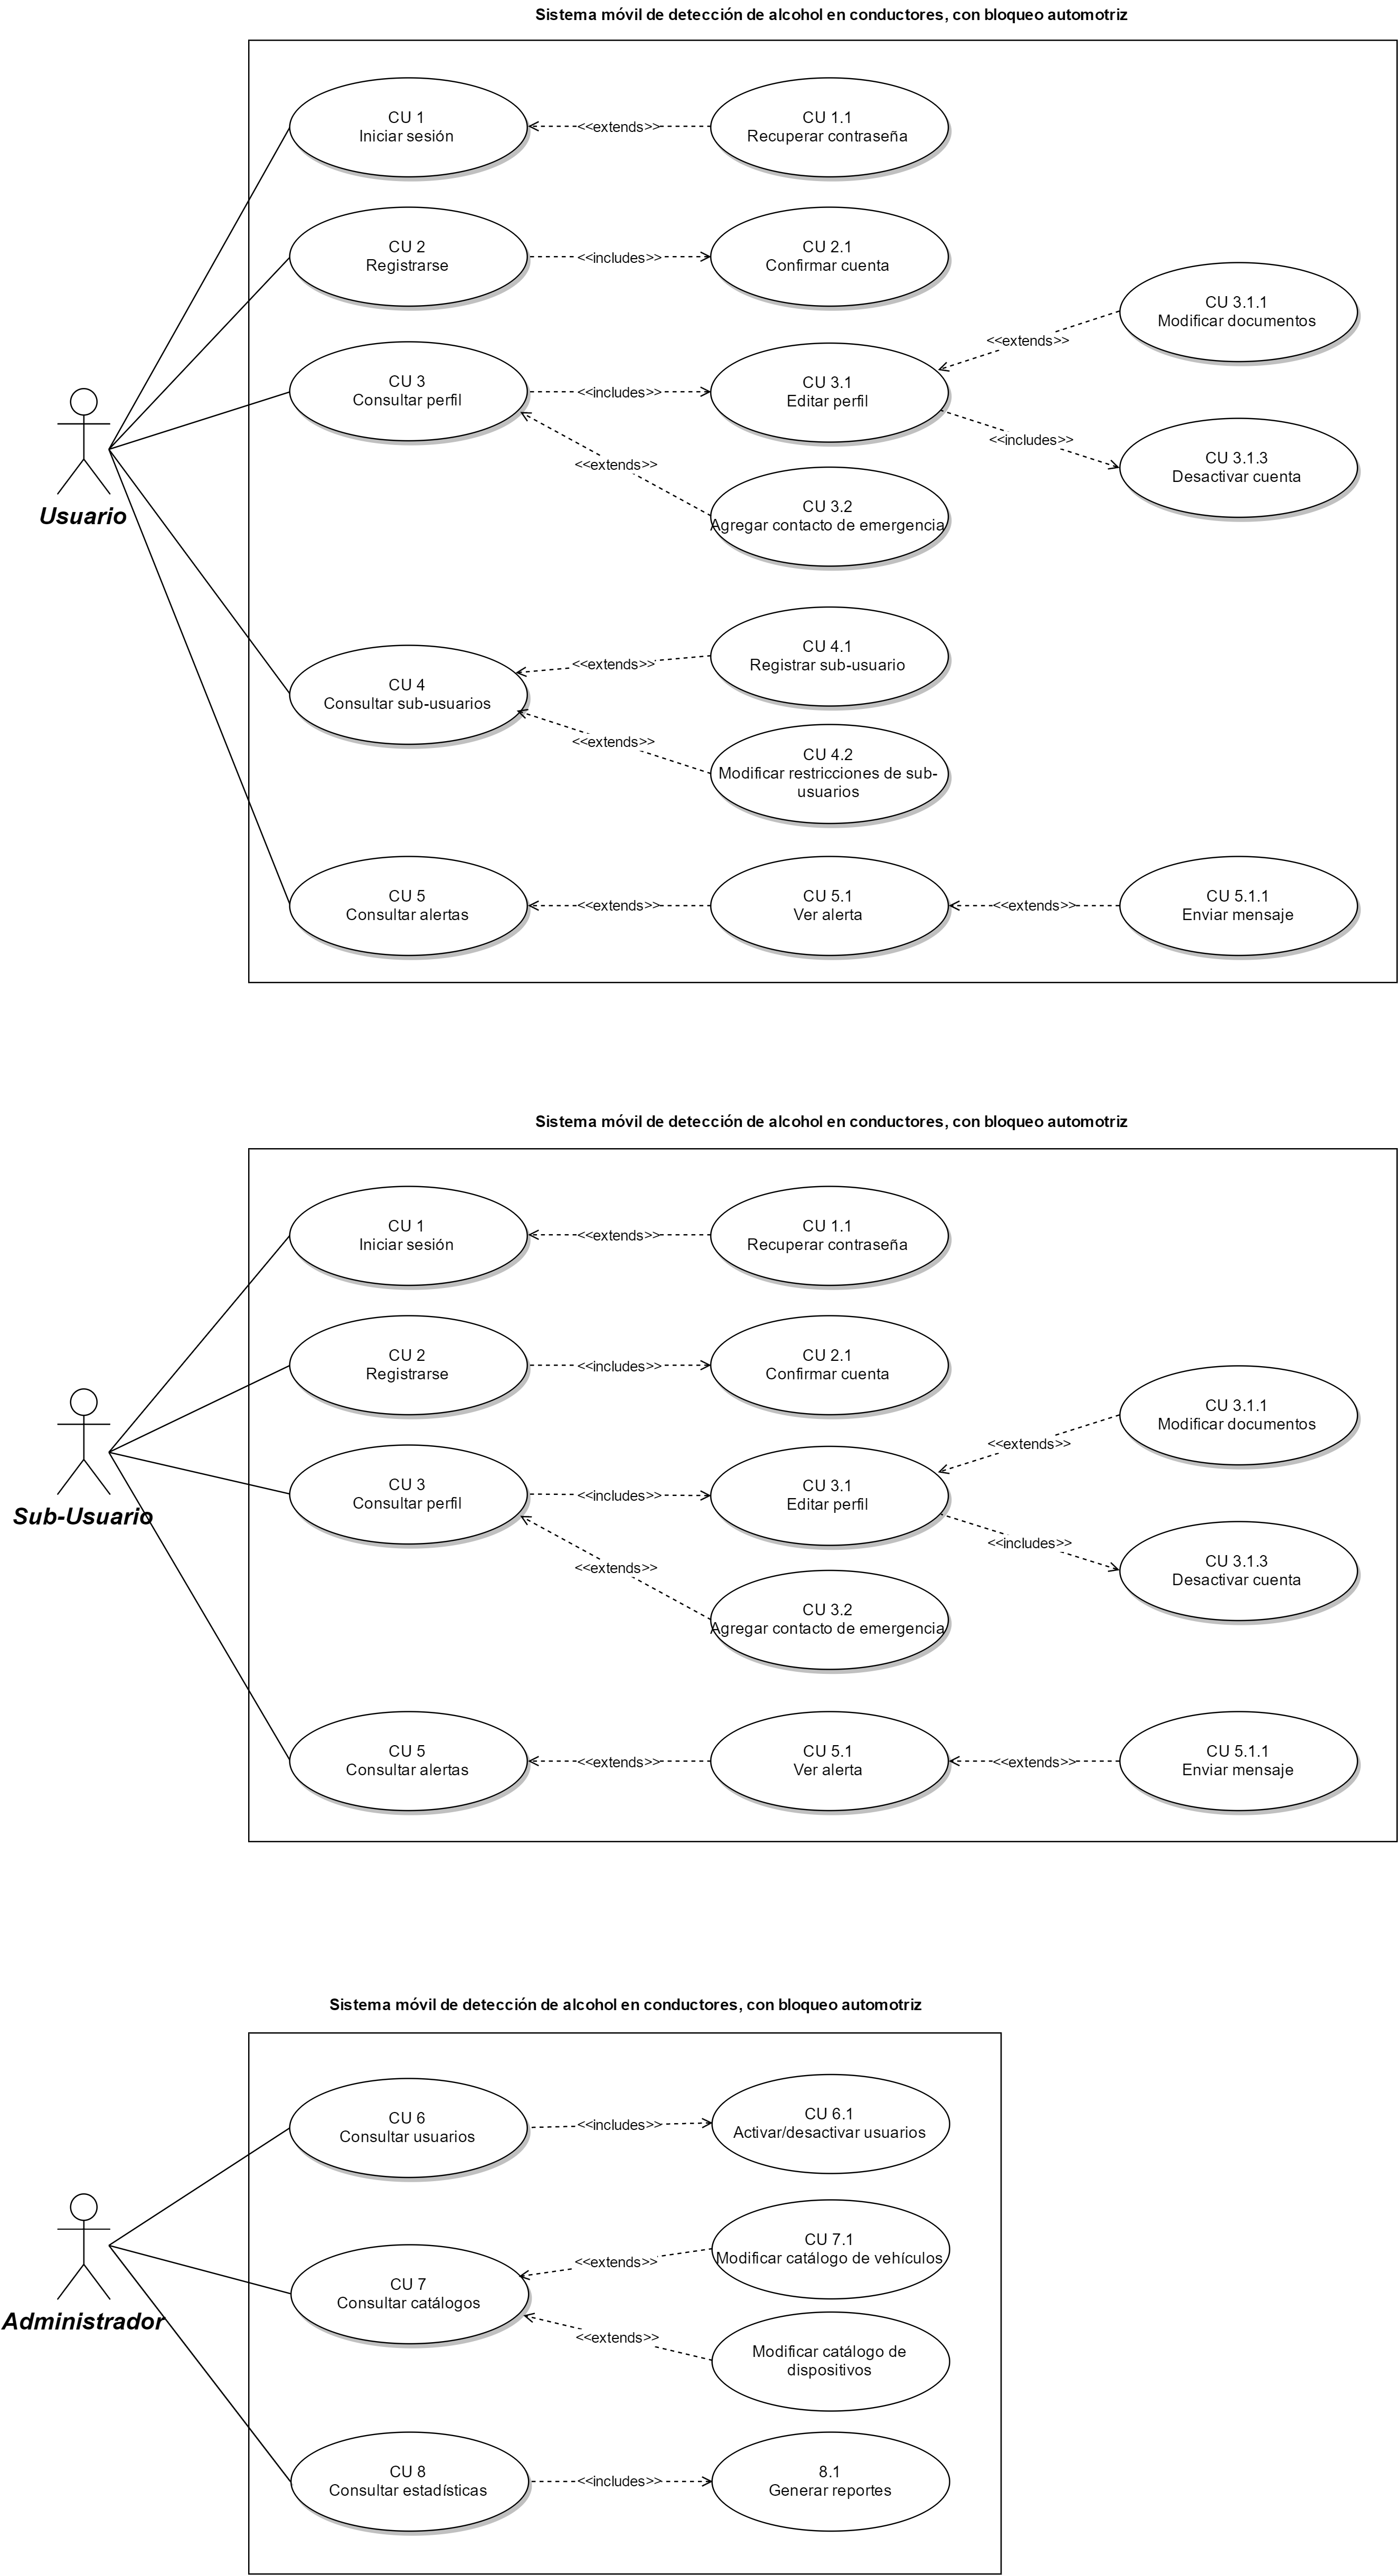 Sistema móvil de detección de alcohol en conductores, con bloqueo automotriz
CU 1
Iniciar sesión
<<extends>>
CU 1.1
Recuperar contraseña
CU 2
Registrarse
<<includes>>
CU 2.1
Confirmar cuenta
CU 3
Consultar perfil
<<includes>>
CU 3.1
Editar perfil
<<extends>>
CU 3.1.1
Modificar documentos
<<includes>>
CU 3.1.3
Desactivar cuenta
<<extends>>
CU 3.2
Agregar contacto de emergencia
Usuario
CU 4
Consultar sub-usuarios
<<extends>>
CU 4.1
Registrar sub-usuario
<<extends>>
CU 4.2
Modificar restricciones de sub-
usuarios
CU 5
Consultar alertas
<<extends>>
CU 5.1
Ver alerta
<<extends>>
CU 5.1.1
Enviar mensaje
Sistema móvil de detección de alcohol en conductores, con bloqueo automotriz
CU 1
Iniciar sesión
<<extends>>
CU 1.1
Recuperar contraseña
CU 2
Registrarse
<<includes>>
CU 2.1
Confirmar cuenta
CU 3
Consultar perfil
<<includes>>
CU 3.1
Editar perfil
<<extends>>
CU 3.1.1
Modificar documentos
<<includes>>
CU 3.1.3
Desactivar cuenta
<<extends>>
CU 3.2
Agregar contacto de emergencia
Sub-Usuario
CU 5
Consultar alertas
<<extends>>
CU 5.1
Ver alerta
<<extends>>
CU 5.1.1
Enviar mensaje
Sistema móvil de detección de alcohol en conductores, con bloqueo automotriz
CU 6
Consultar usuarios
<<includes>>
CU 6.1
Activar/desactivar usuarios
CU 7
Consultar catálogos
<<extends>>
CU 7.1
Modificar catálogo de vehículos
<<extends>>
Modificar catálogo de
dispositivos
Administrador
CU 8
Consultar estadísticas
<<includes>>
8.1
Generar reportes